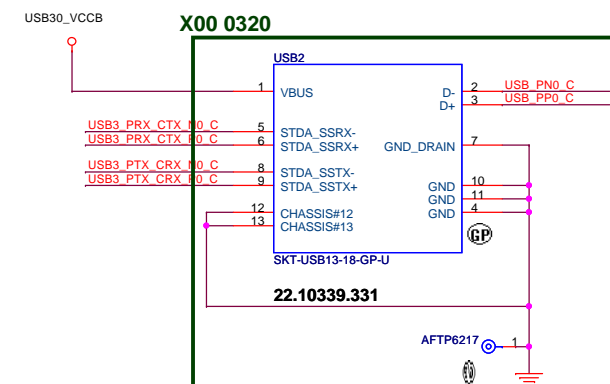 USB30_VCCB
X00 0320
USB2
1 VBUS
D- 2 USB_PN0_C
D+ 3 USB_PP0_C
USB3_PRX_CTX_N0_C 5 STDA_SSRX-
USB3_PRX_CTX_P0_C 6 STDA_SSRX+
GND_DRAIN 7
USB3_PTX_CRX_N0_C 8 STDA_SSTX-
USB3_PTX_CRX_P0_C 9 STDA_SSTX+
GND 10
GND 11
GND 4
12 CHASSIS#12
13 CHASSIS#13
GP
SKT-USB13-18-GP-U
22.10339.331
AFTP6217 1